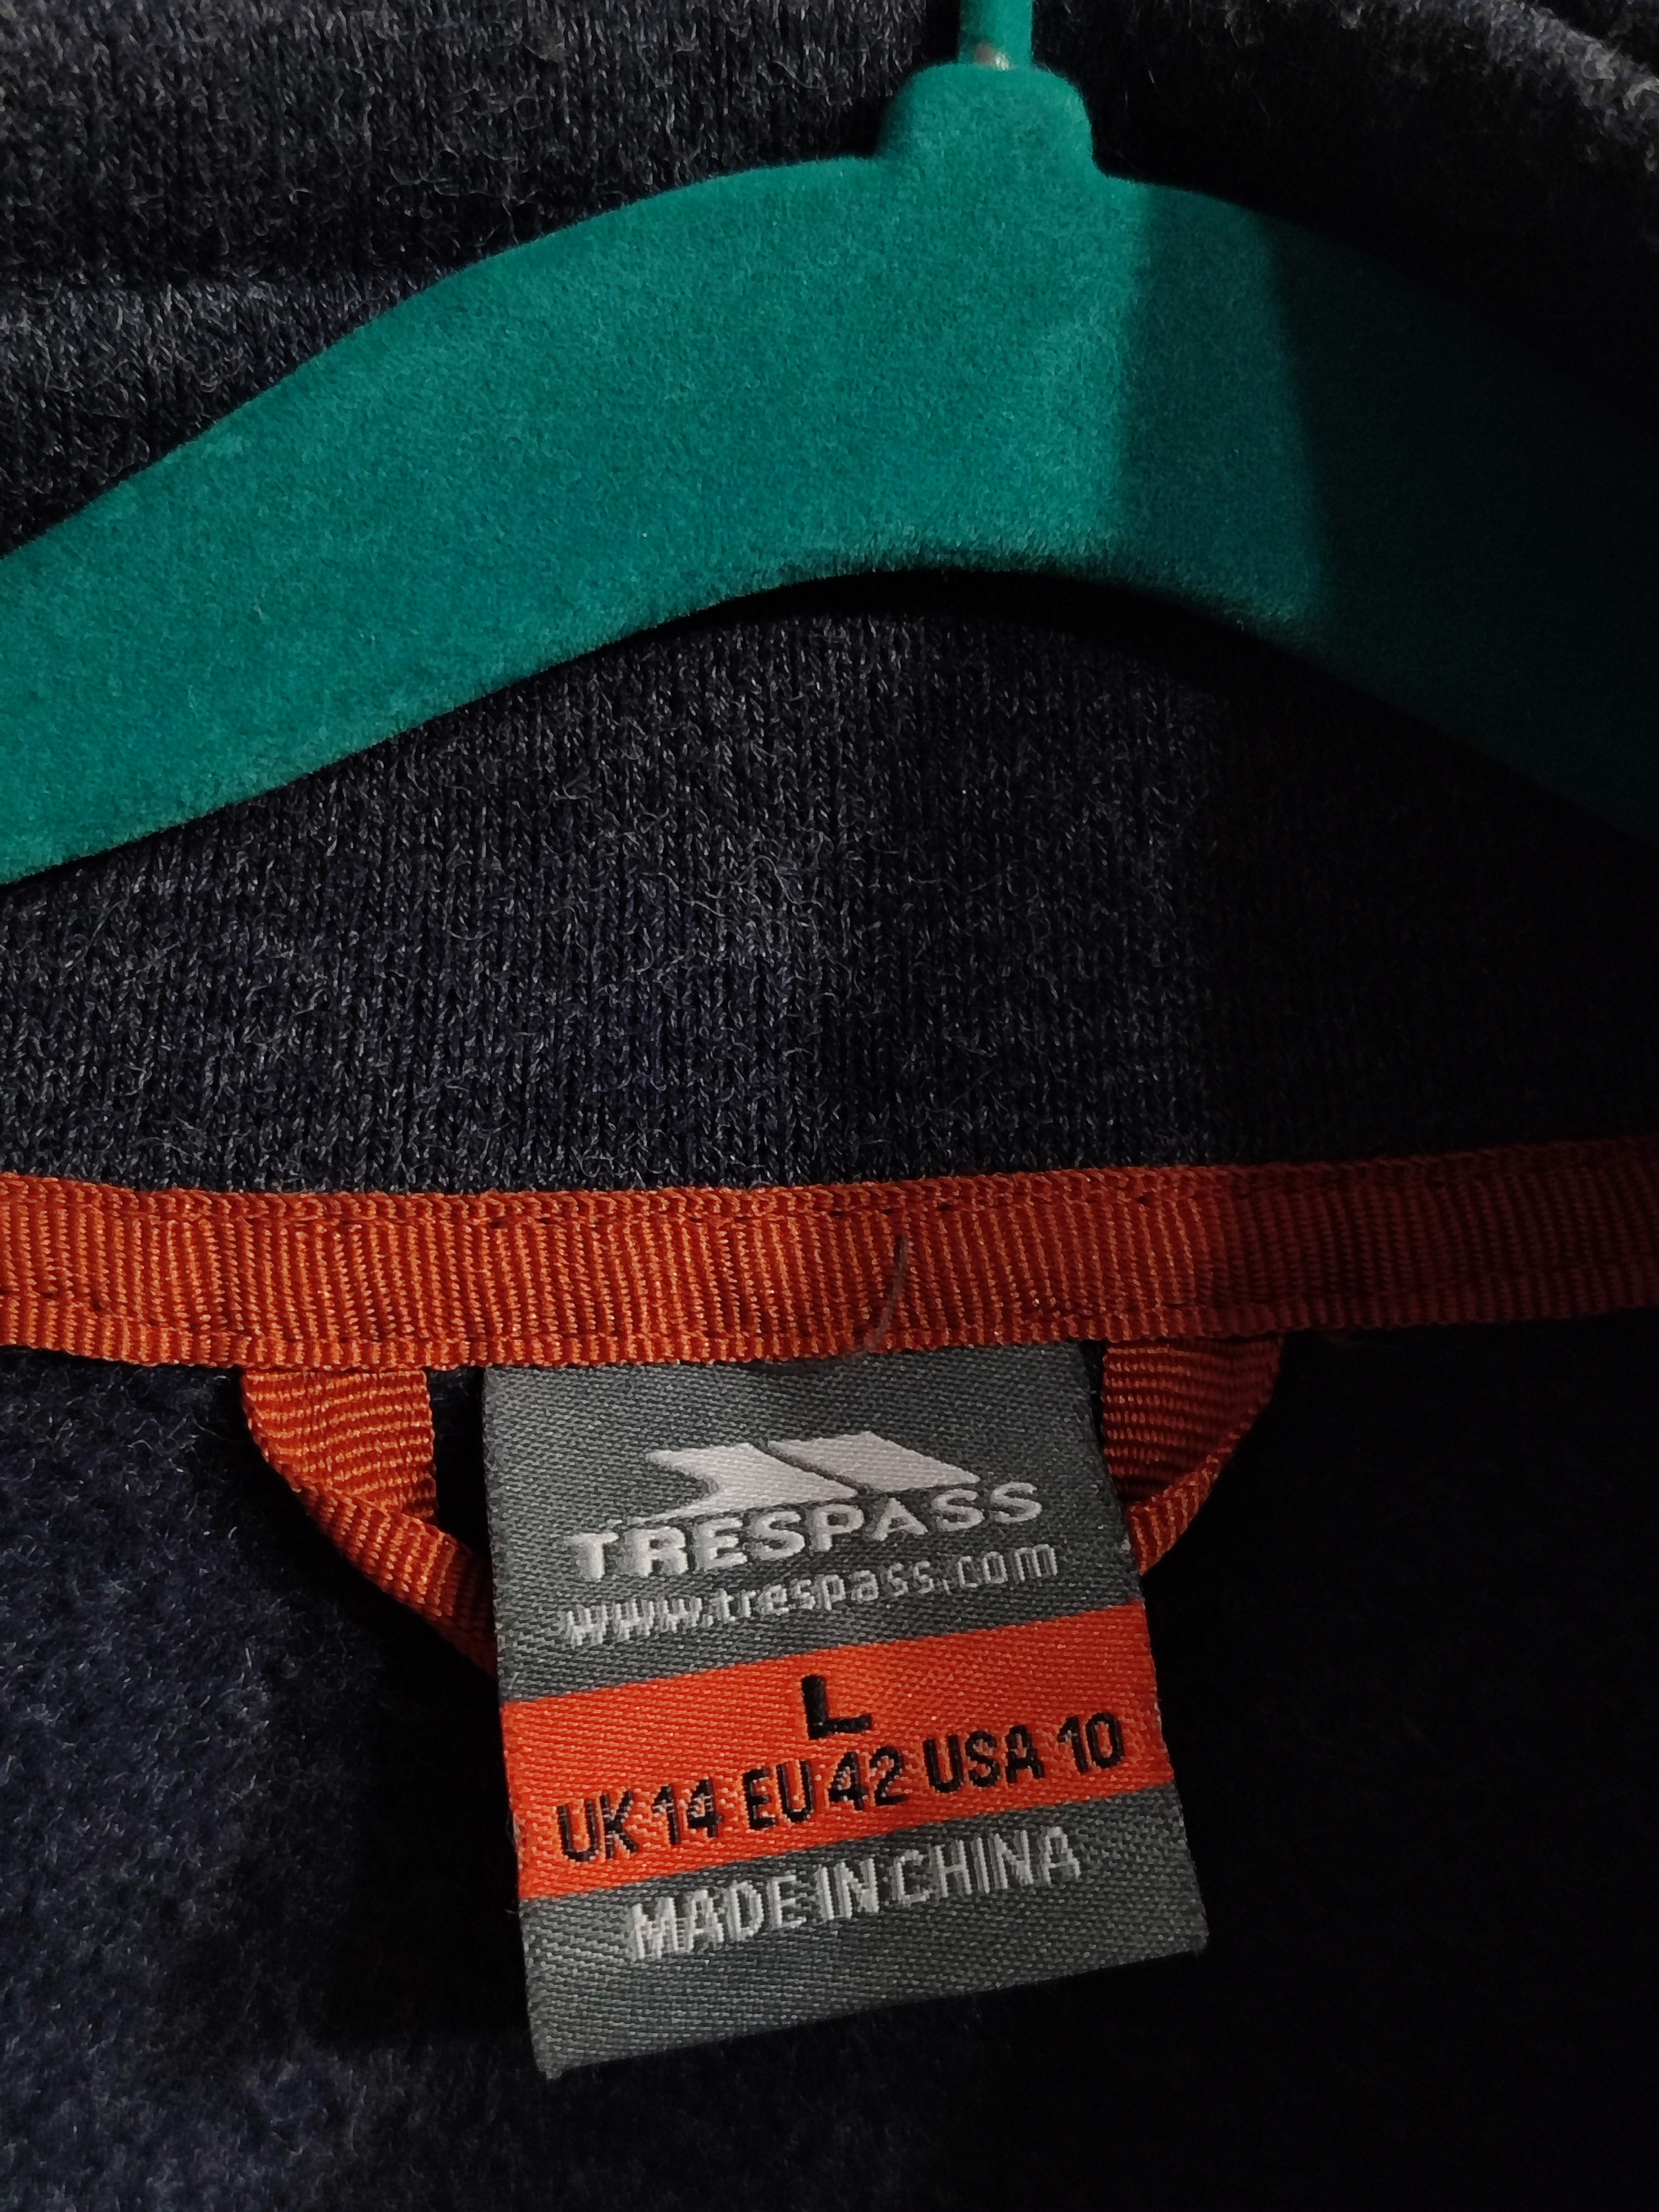 TRESPASS
www.trespass.com
L
UK 14 EU 42 USA 10
MADE IN CHINA